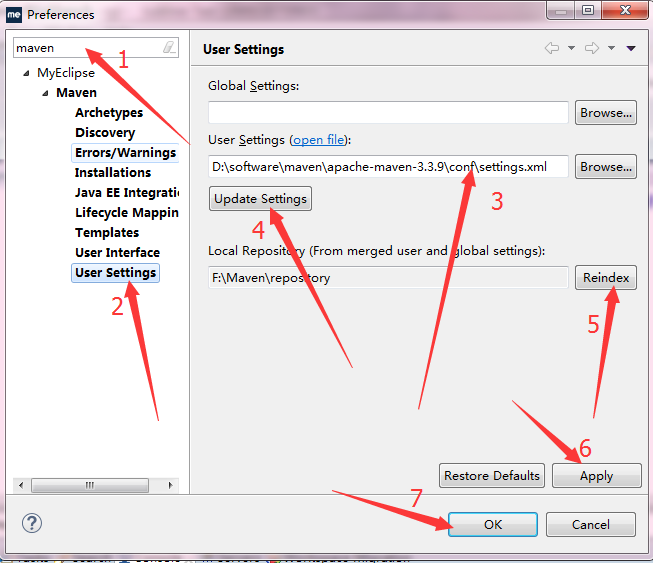 me Preferences
maven
1
MyEclipse
Maven
Archetypes
Discovery
Errors/Warnings
Installations
Java EE Integratio
Lifecycle Mappin
Templates
User Interface
User Settings
2
User Settings
Global Settings:
Browse...
User Settings (open file):
D:\software\maven\apache-maven-3.3.9\conf\settings.xml
Browse...
3
Update Settings
4
Local Repository (From merged user and global settings):
F:\Maven\repository
Reindex
5
6
Restore Defaults
Apply
7
?
OK
Cancel